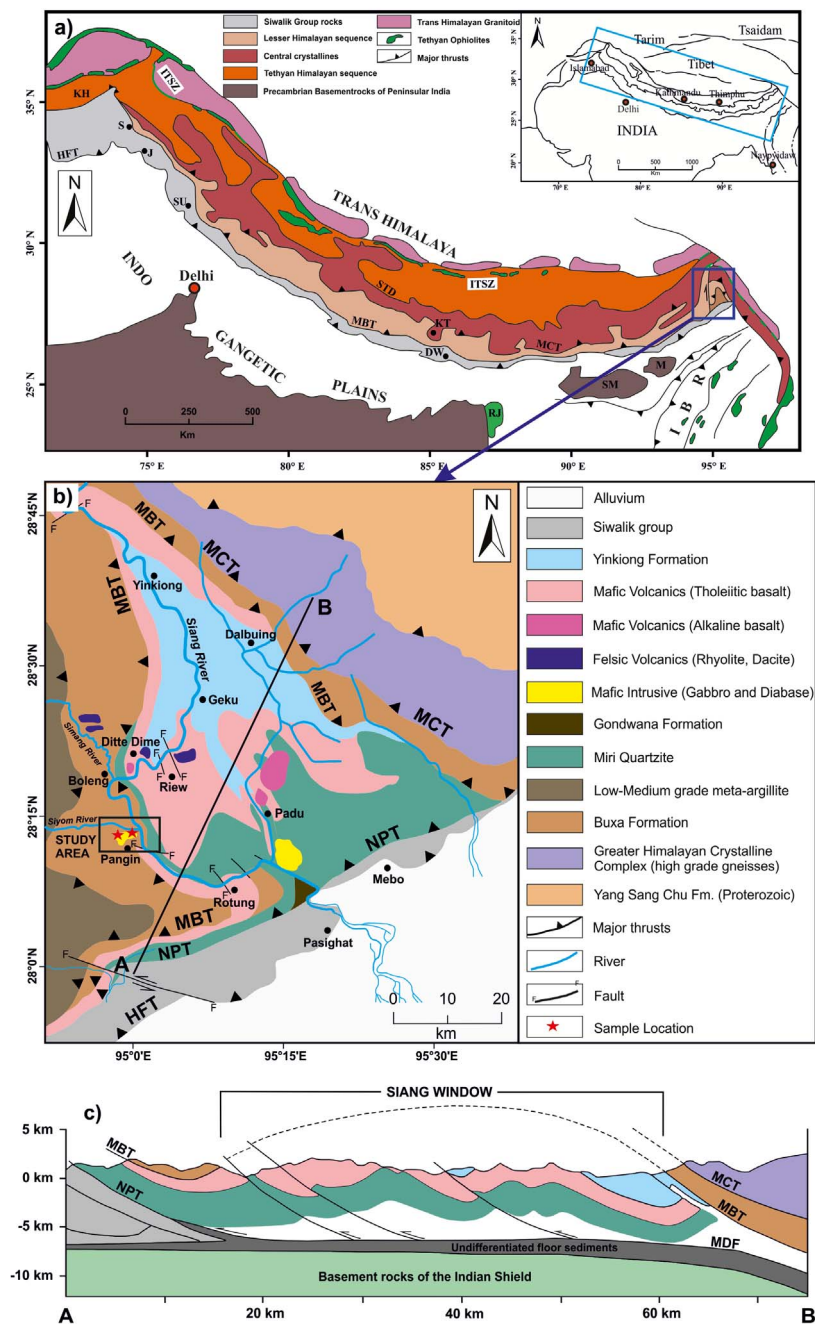 a)
Siwalik Group rocks
Lesser Himalayan sequence
Central crystallines
Tethyan Himalayan sequence
Precambrian Basementrocks of Peninsular India
Trans Himalayan Granitoid
Tethyan Ophiolites
Major thrusts
N
35°N
30°N
25°N
20°N
Tarim
Tsaidam
Tibet
Islamabad
Kathmandu
Thimphu
Delhi
INDIA
Naypyidaw
0 500 1000
Km
70°E
80°E
90°E
35°N
30°N
25°N
ITSZ
KH
S
J
HFT
SU
N
TRANS HIMALAYA
INDO
GANGETIC
PLAINS
Delhi
STD
ITSZ
MBT
KT
MCT
DW
SM
M
I B R
RJ
0 250 500
Km
75°E
80°E
85°E
90°E
95°E
b)
N
28°45'N
28°30'N
28°15'N
28°0'N
F
F
MBT
MCT
MBT
Yinkiong
B
Siang River
Dalbuing
Geku
MBT
MCT
Simang River
Ditte Dime
F
F
F
Boleng
Riew
Siyom River
Padu
STUDY
AREA
F
F
Pangin
NPT
Mebo
F
Rotung
MBT
NPT
Pasighat
A
F
F
HFT
0 10 20
km
95°0'E
95°15'E
95°30'E
Alluvium
Siwalik group
Yinkiong Formation
Mafic Volcanics (Tholeiitic basalt)
Mafic Volcanics (Alkaline basalt)
Felsic Volcanics (Rhyolite, Dacite)
Mafic Intrusive (Gabbro and Diabase)
Gondwana Formation
Miri Quartzite
Low-Medium grade meta-argillite
Buxa Formation
Greater Himalayan Crystalline
Complex (high grade gneisses)
Yang Sang Chu Fm. (Proterozoic)
Major thrusts
River
F F
Fault
Sample Location
c)
SIANG WINDOW
5 km
0 km
-5 km
-10 km
MBT
NPT
MCT
MBT
MDF
Undifferentiated floor sediments
Basement rocks of the Indian Shield
A
20 km
40 km
60 km
B